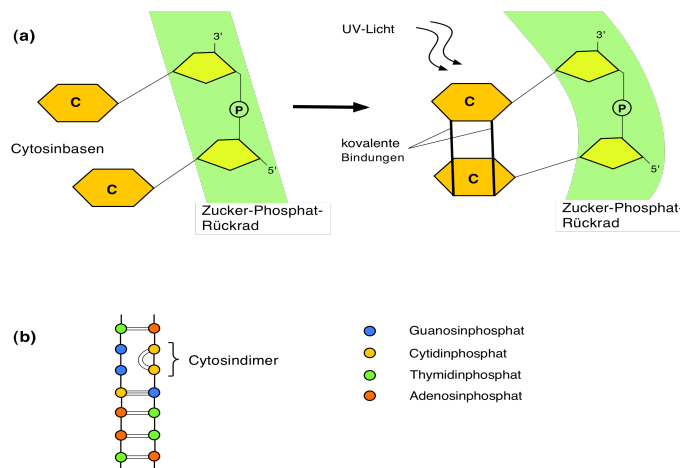 (a)
3'
P
5'
C
C
Cytosinbasen
Zucker-Phosphat-
Rückrad
UV-Licht
3'
P
5'
C
C
kovalente
Bindungen
Zucker-Phosphat-
Rückrad
(b)
Cytosindimer
Guanosinphosphat
Cytidinphosphat
Thymidinphosphat
Adenosinphosphat